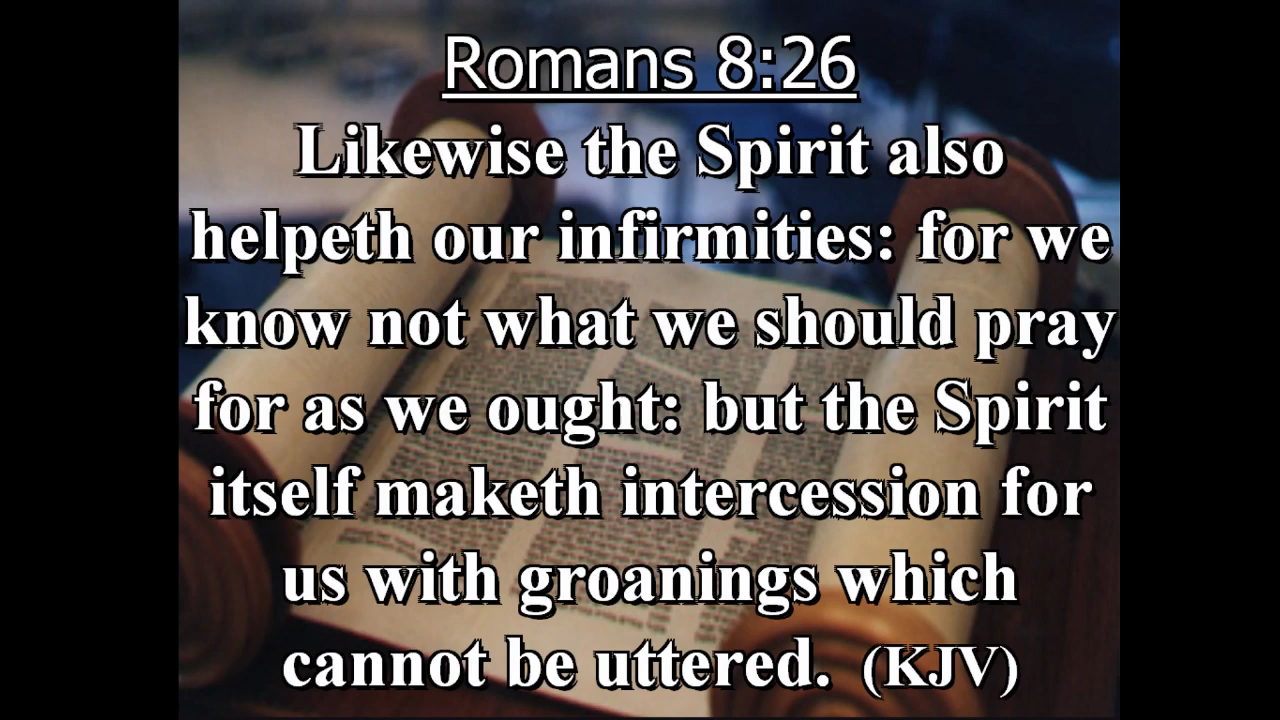 Romans 8:26
Likewise the Spirit also
helpeth our infirmities: for we
know not what we should pray
for as we ought: but the Spirit
itself maketh intercession for
us with groanings which
cannot be uttered. (KJV)